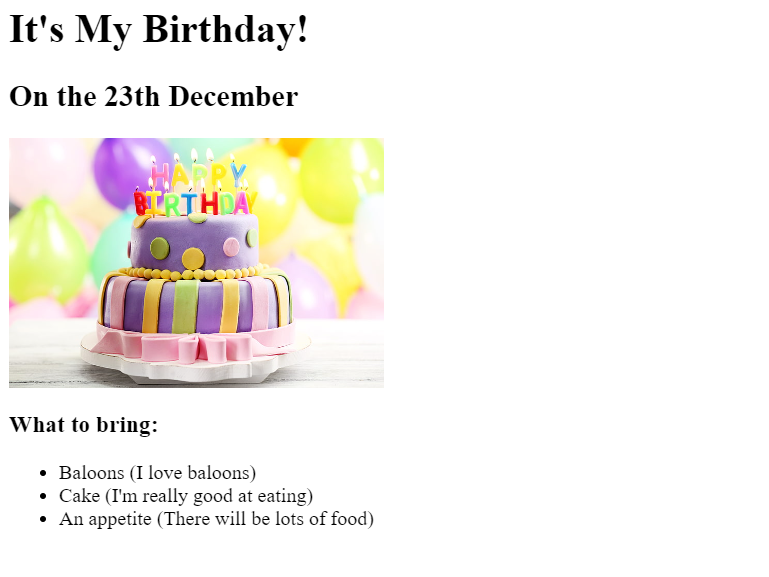 It's My Birthday!
On the 23th December
HAPPY
BIRTHDAY
What to bring:
Baloons (I love baloons)
Cake (I'm really good at eating)
An appetite (There will be lots of food)